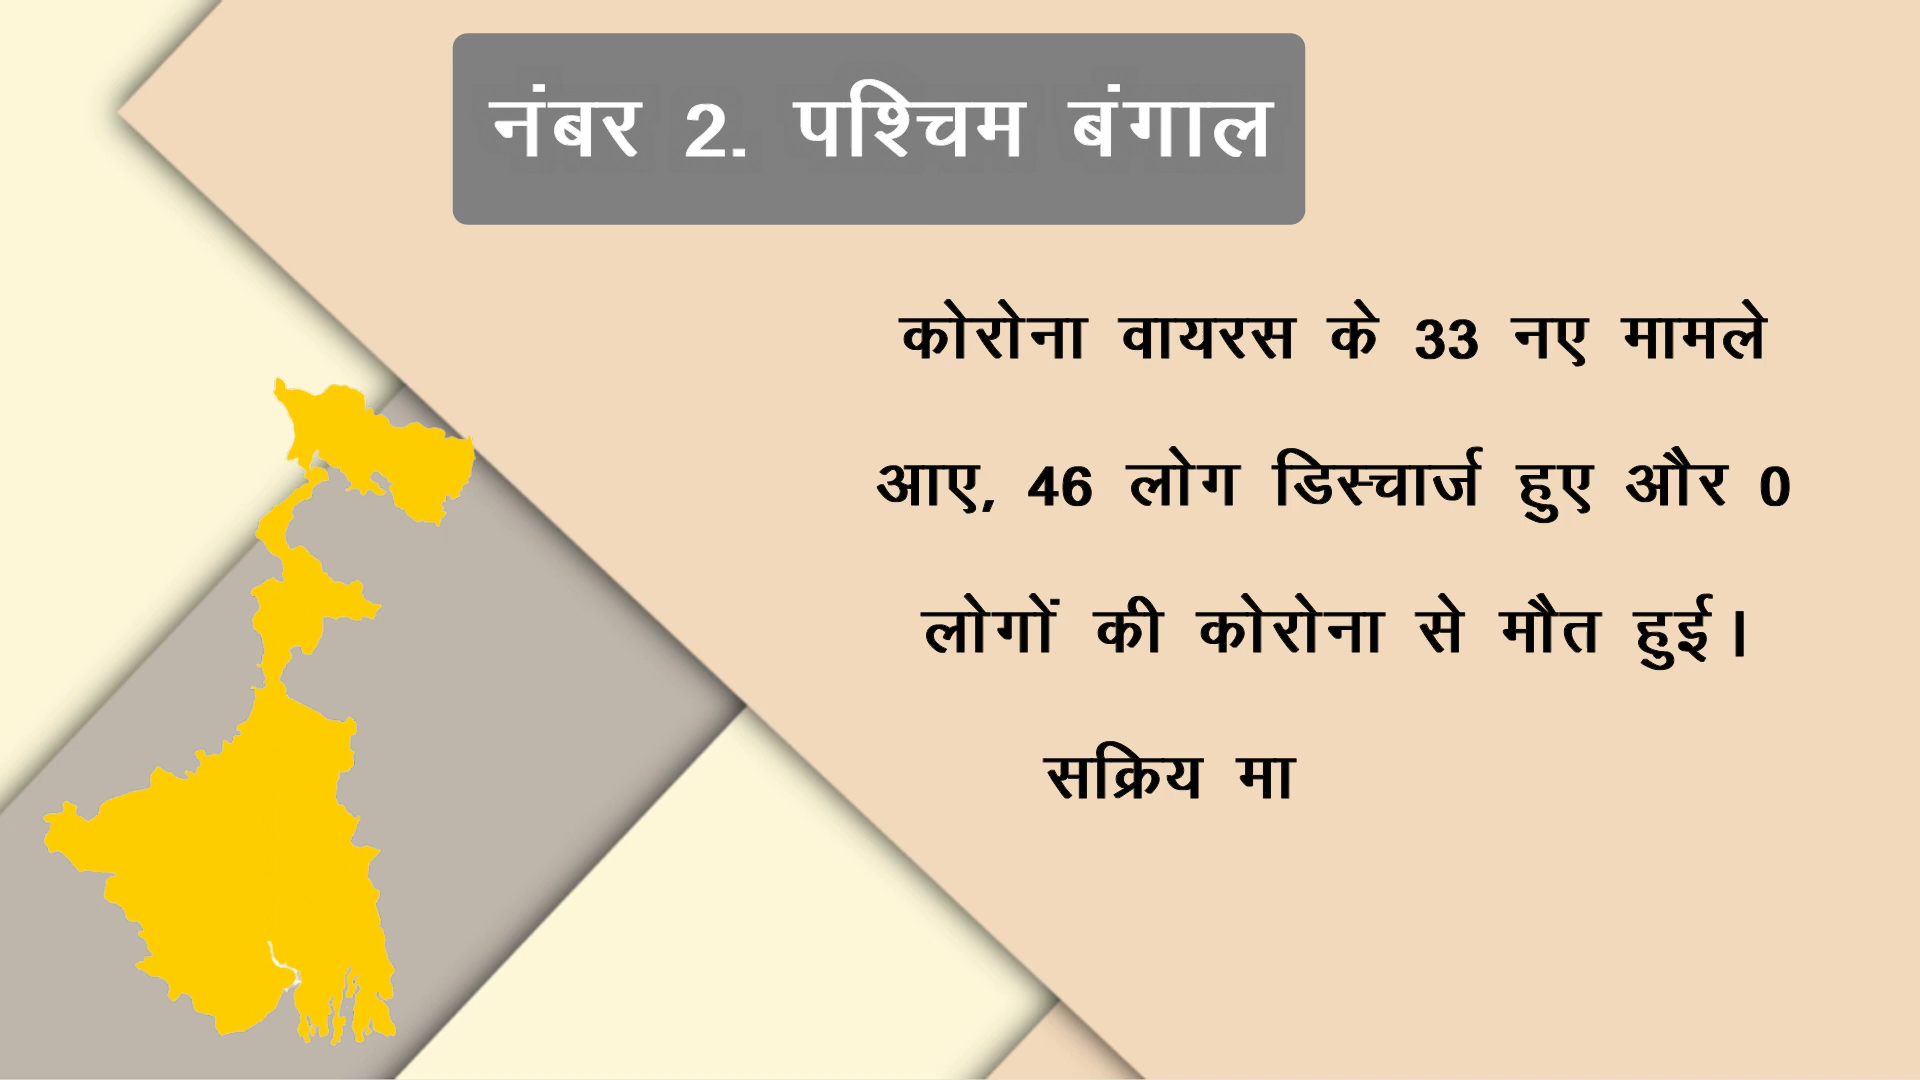 नंबर 2. पश्चिम बंगाल
कोरोना वायरस के 33 नए मामले
आए, 46 लोग डिस्चार्ज हुए और 0
लोगों की कोरोना से मौत हुई।
सक्रिय मा